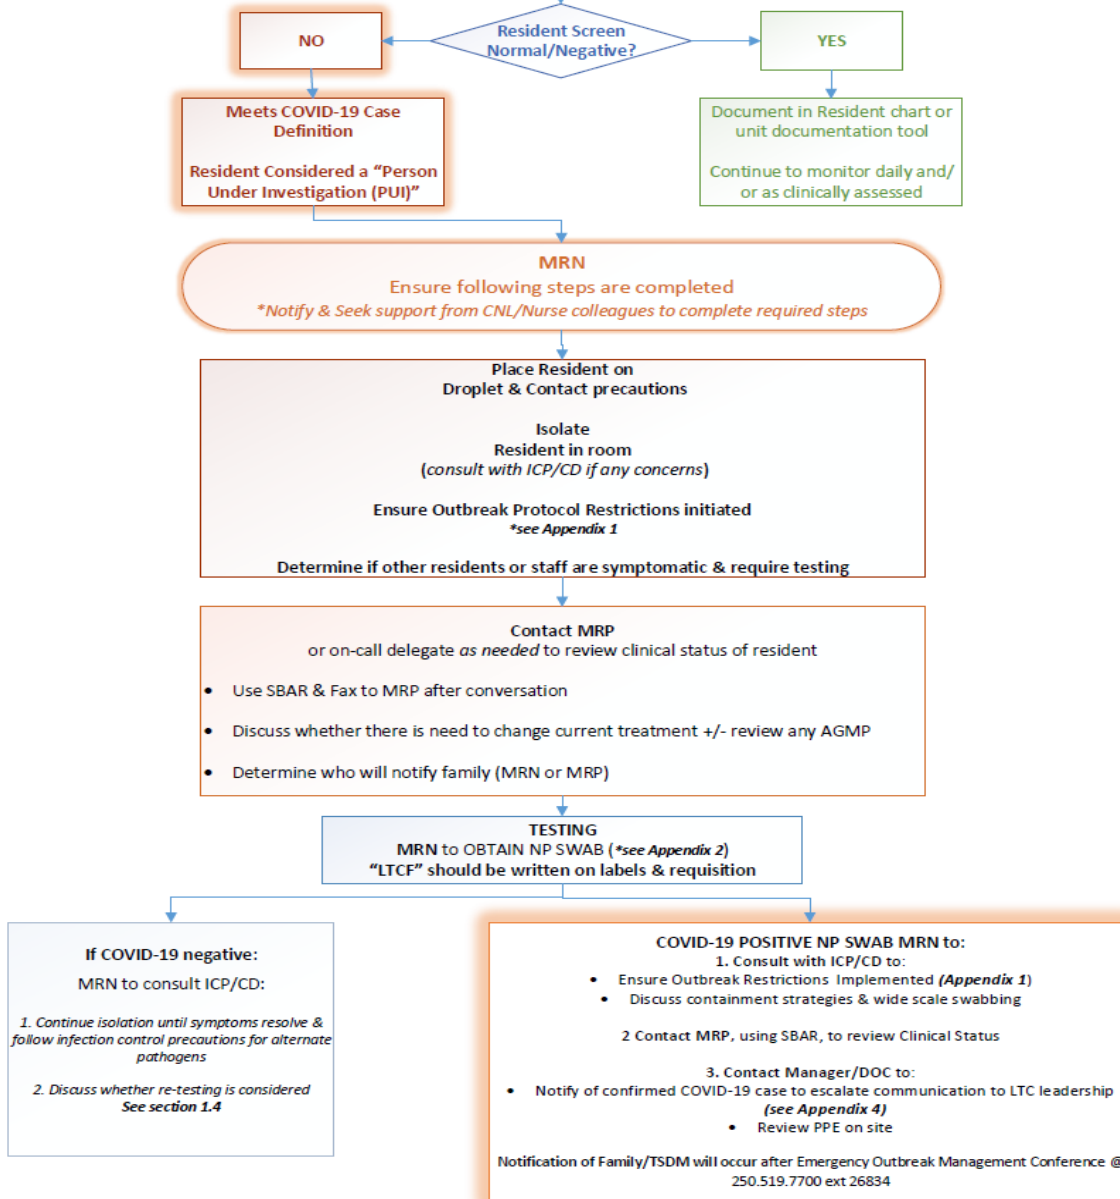 Resident Screen
Normal/Negative?
NO
YES
Meets COVID-19 Case
Definition
Resident Considered a “Person
Under Investigation (PUI)”
Document in Resident chart or
unit documentation tool
Continue to monitor daily and/
or as clinically assessed
MRN
Ensure following steps are completed
*Notify & Seek support from CNL/Nurse colleagues to complete required steps
Place Resident on
Droplet & Contact precautions
Isolate
Resident in room
(consult with ICP/CD if any concerns)
Ensure Outbreak Protocol Restrictions initiated
*see Appendix 1
Determine if other residents or staff are symptomatic & require testing
Contact MRP
or on-call delegate as needed to review clinical status of resident
• Use SBAR & Fax to MRP after conversation
• Discuss whether there is need to change current treatment +/- review any AGMP
• Determine who will notify family (MRN or MRP)
TESTING
MRN to OBTAIN NP SWAB (*see Appendix 2)
“LTCF” should be written on labels & requisition
If COVID-19 negative:
MRN to consult ICP/CD:
1. Continue isolation until symptoms resolve &
follow infection control precautions for alternate
pathogens
2. Discuss whether re-testing is considered
See section 1.4
COVID-19 POSITIVE NP SWAB MRN to:
1. Consult with ICP/CD to:
• Ensure Outbreak Restrictions Implemented (Appendix 1)
• Discuss containment strategies & wide scale swabbing
2 Contact MRP, using SBAR, to review Clinical Status
3. Contact Manager/DOC to:
• Notify of confirmed COVID-19 case to escalate communication to LTC leadership
(see Appendix 4)
• Review PPE on site
Notification of Family/TSDM will occur after Emergency Outbreak Management Conference @
250.519.7700 ext 26834